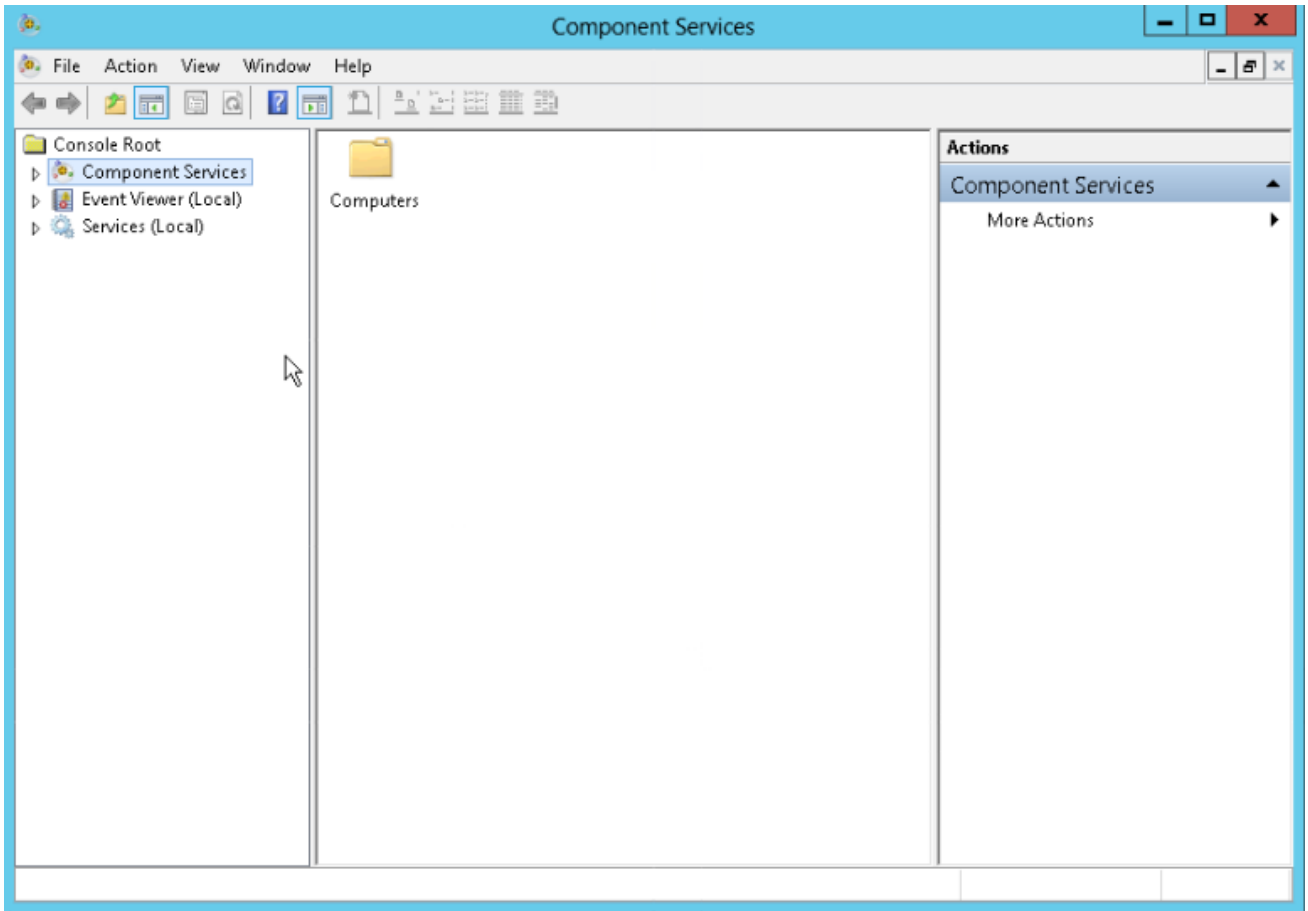 Component Services
File Action View Window Help
Console Root
Component Services
Event Viewer (Local)
Services (Local)
Computers
Actions
Component Services
More Actions